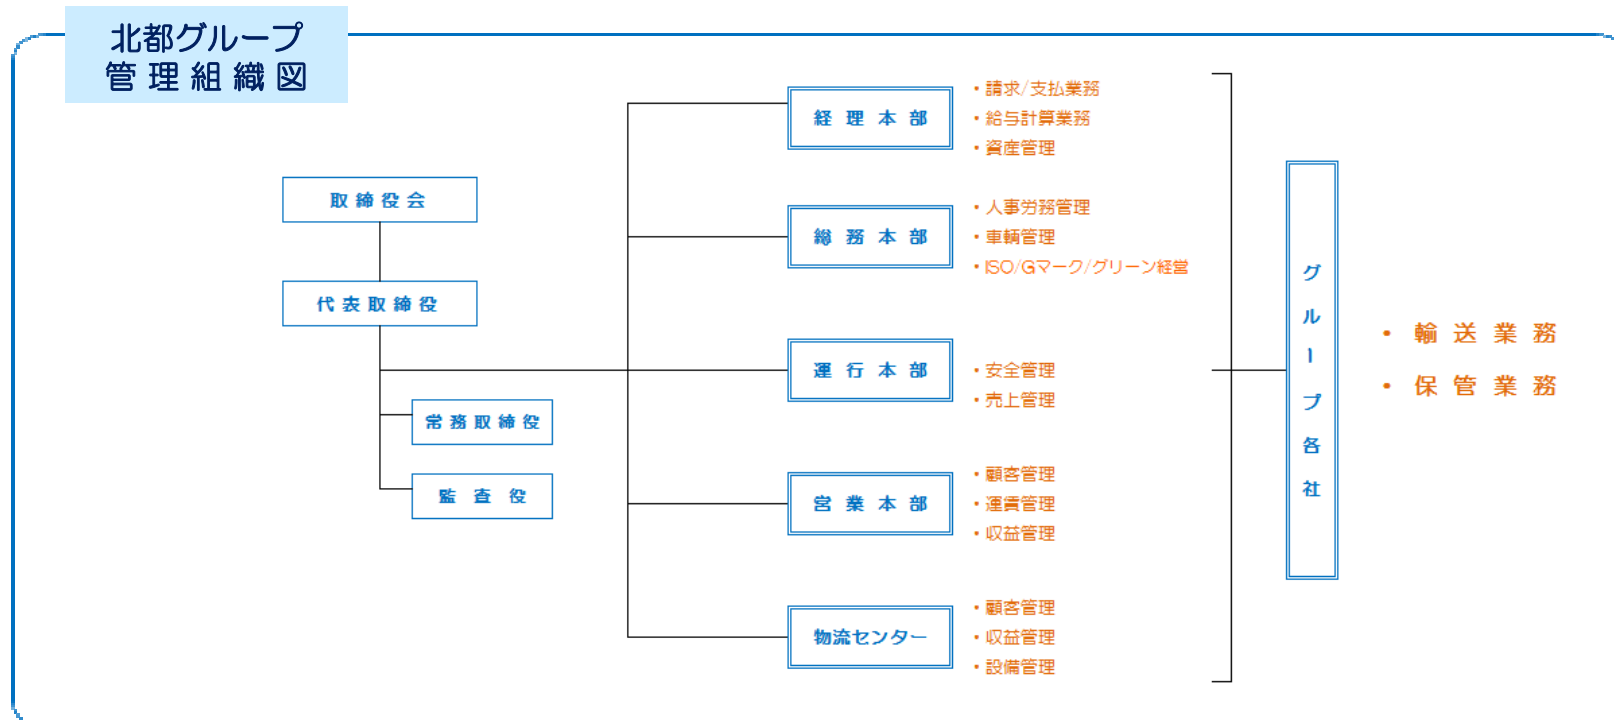 北都グループ
管理組織図
取締役会
代表取締役
常務取締役
監査役
経理本部
・請求/支払業務
・給与計算業務
・資産管理
総務本部
・人事労務管理
・車輌管理
・ISO/Gマーク/グリーン経営
運行本部
・安全管理
・売上管理
営業本部
・顧客管理
・運賃管理
・収益管理
物流センター
・顧客管理
・収益管理
・設備管理
グループ各社
・輸送業務
・保管業務